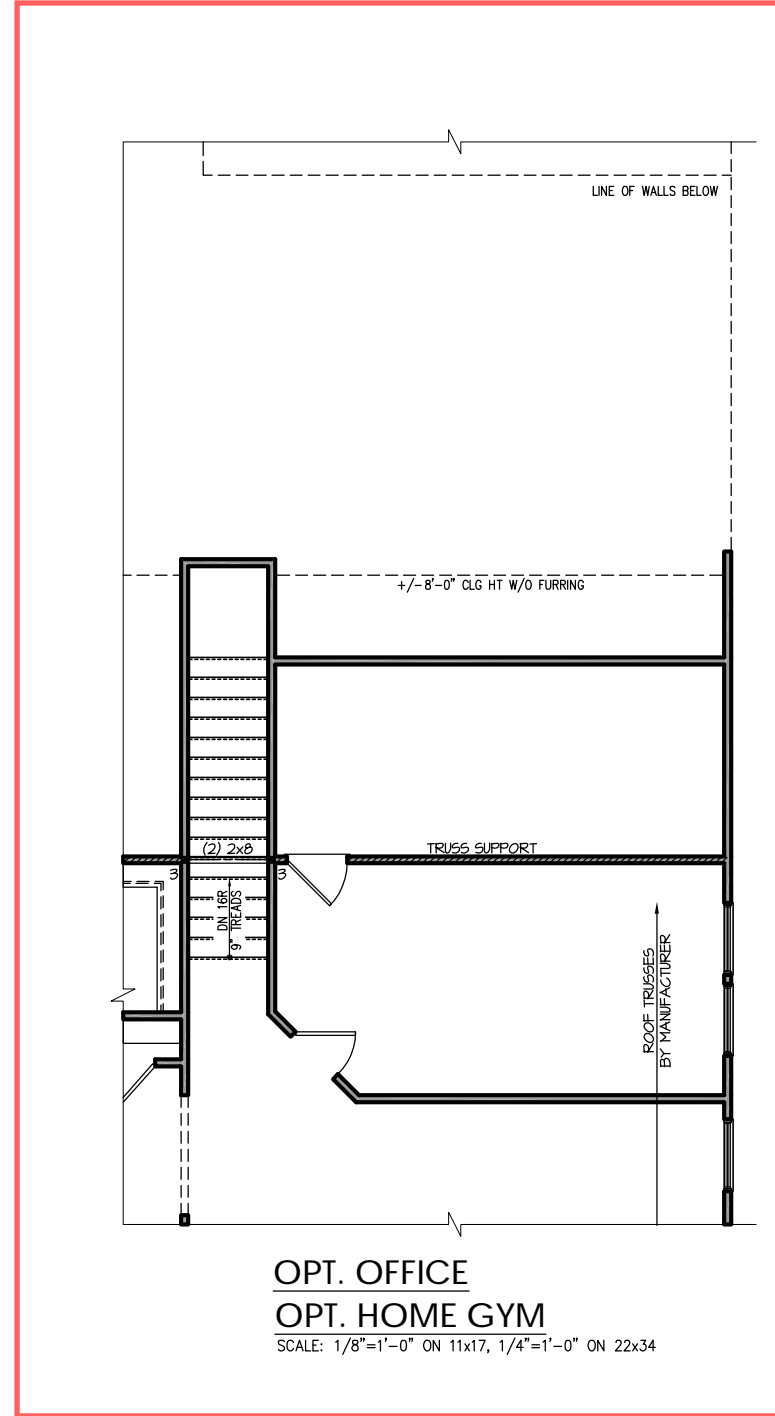 LINE OF WALLS BELOW
+/-8'-0" CLG HT W/O FURRING
(2) 2x8
TRUSS SUPPORT
3
3
DN 16R
9" TREADS
ROOF TRUSSES
BY MANUFACTURER
OPT. OFFICE
OPT. HOME GYM
SCALE: 1/8"=1'-0" ON 11x17, 1/4"=1'-0" ON 22x34